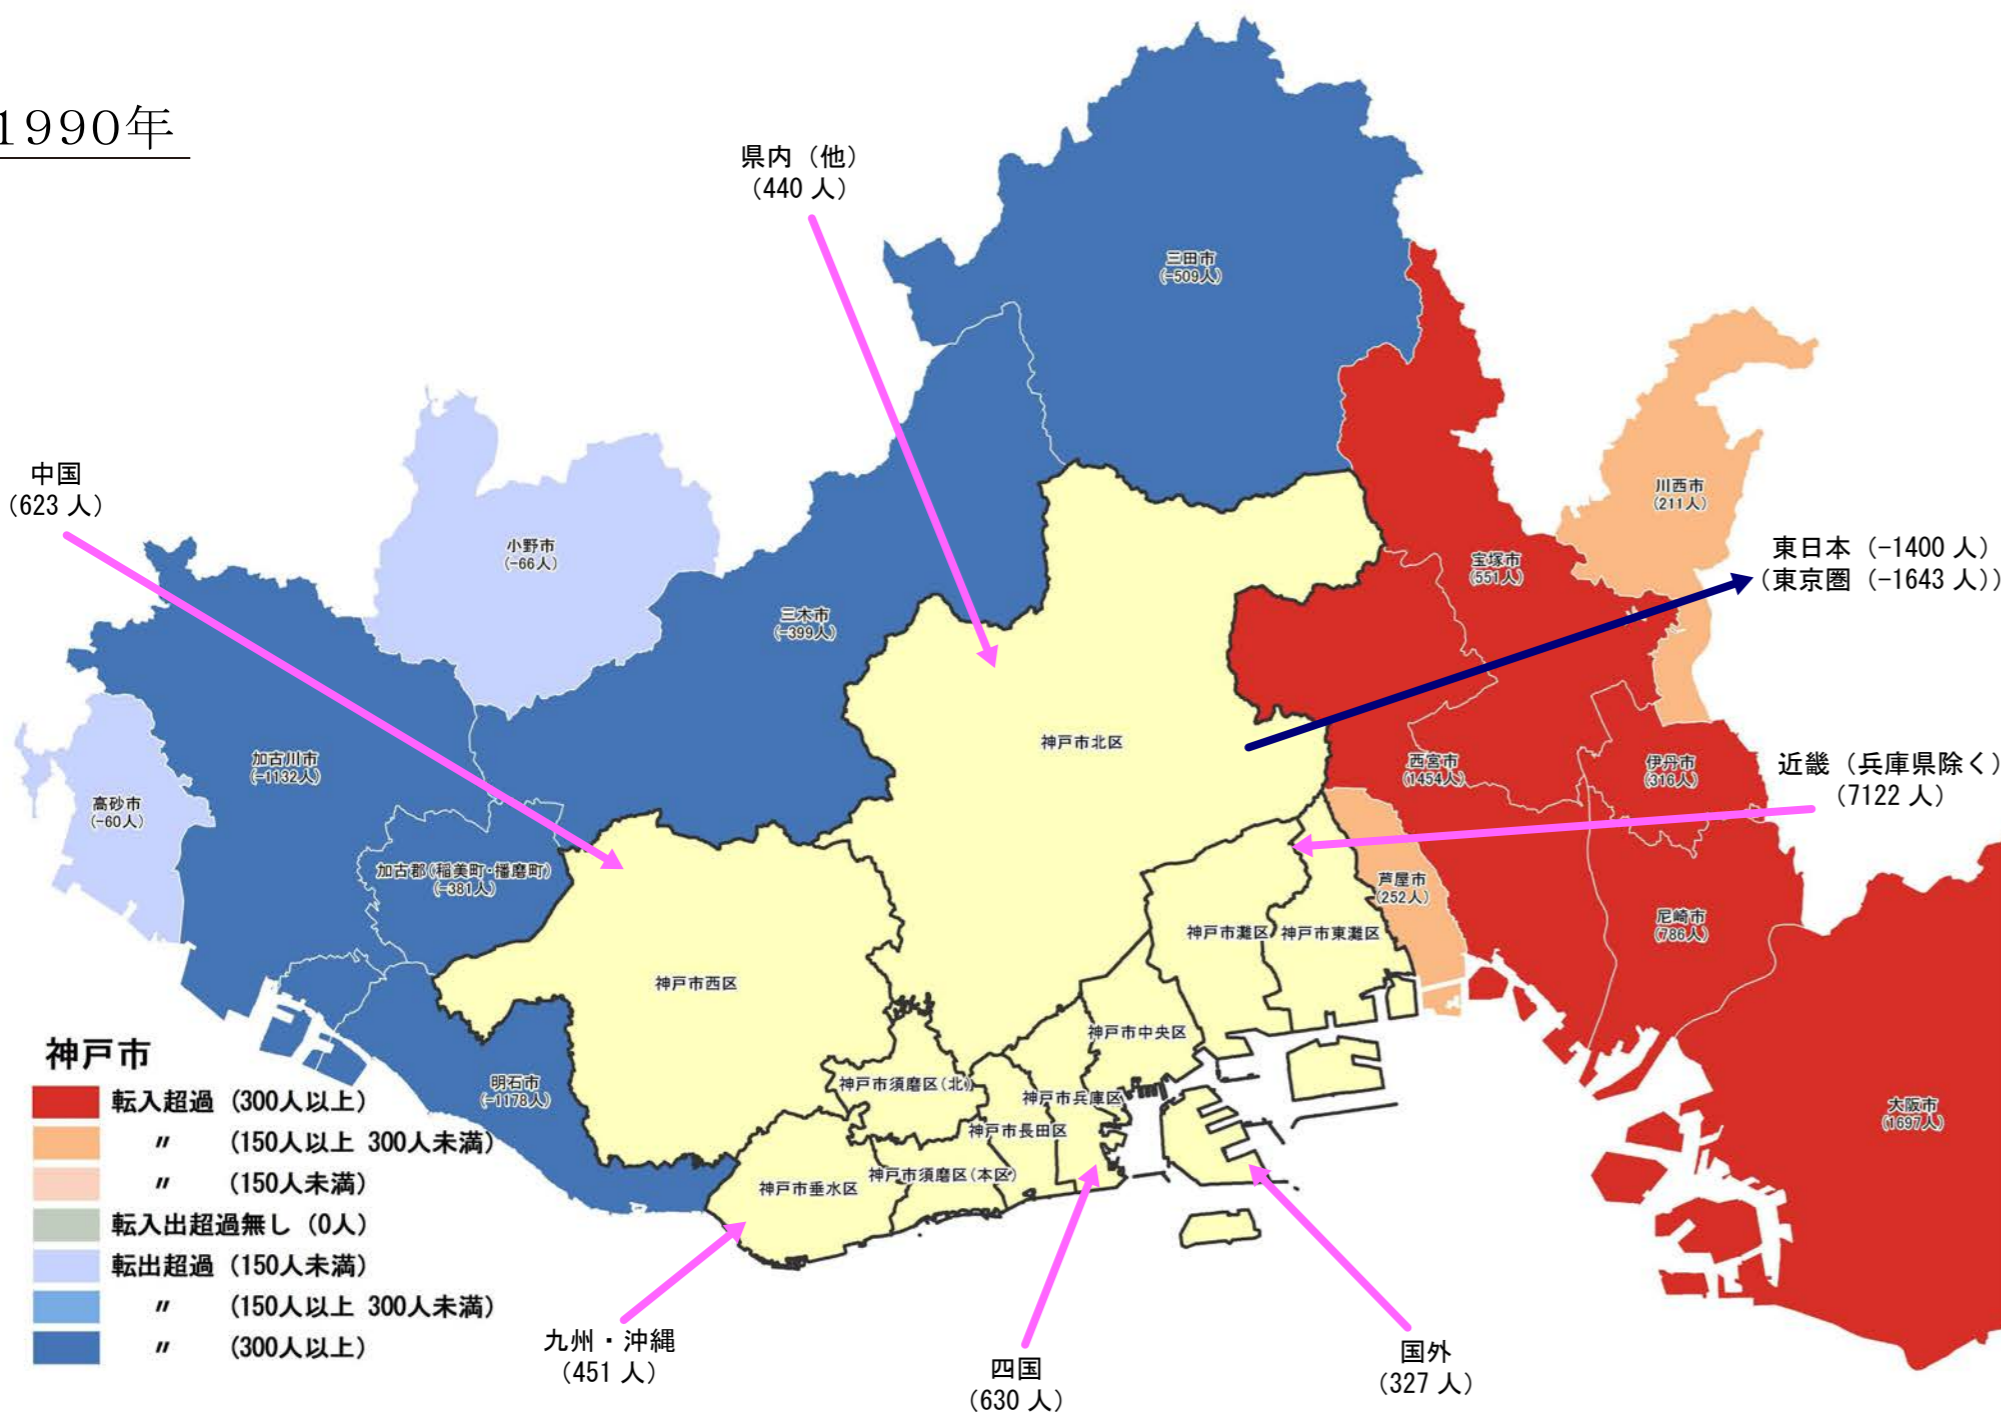 1990年
県内（他）
（440 人）
三田市
（-509人）
中国
（623 人）
川西市
（211人）
小野市
（-66人）
東日本（-1400 人）
（東京圏（-1643 人））
宝塚市
（551人）
三木市
（-399人）
神戸市北区
加古川市
（-1132人）
西宮市
（1454人）
伊丹市
（316人）
近畿（兵庫県除く）
（7122 人）
高砂市
（-60人）
加古郡（稲美町・播磨町）
（-381人）
芦屋市
（252人）
尼崎市
（786人）
神戸市灘区
神戸市東灘区
神戸市西区
神戸市中央区
明石市
（-1178人）
神戸市須磨区（北）
神戸市兵庫区
大阪市
（1697人）
神戸市長田区
神戸市須磨区（本区）
神戸市垂水区
神戸市
転入超過（300人以上）
〃 （150人以上 300人未満）
〃 （150人未満）
転入出超過無し（0人）
転出超過（150人未満）
〃 （150人以上 300人未満）
〃 （300人以上）
九州・沖縄
（451 人）
四国
（630 人）
国外
（327 人）